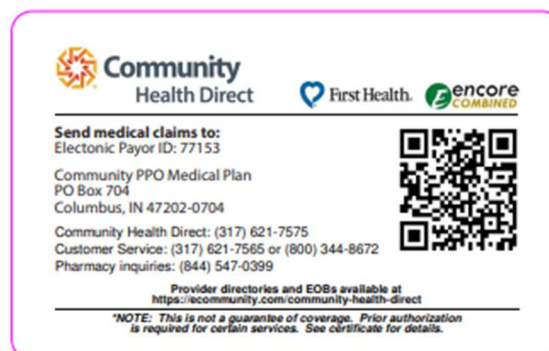 Community
Health Direct
First Health.
encore
COMBINED
Send medical claims to:
Electonic Payor ID: 77153
Community PPO Medical Plan
PO Box 704
Columbus, IN 47202-0704
Community Health Direct: (317) 621-7575
Customer Service: (317) 621-7565 or (800) 344-8672
Pharmacy inquiries: (844) 547-0399
Provider directories and EOBs available at
https://ecommunity.com/community-health-direct
*NOTE: This is not a guarantee of coverage. Prior authorization
is required for certain services. See certificate for details.